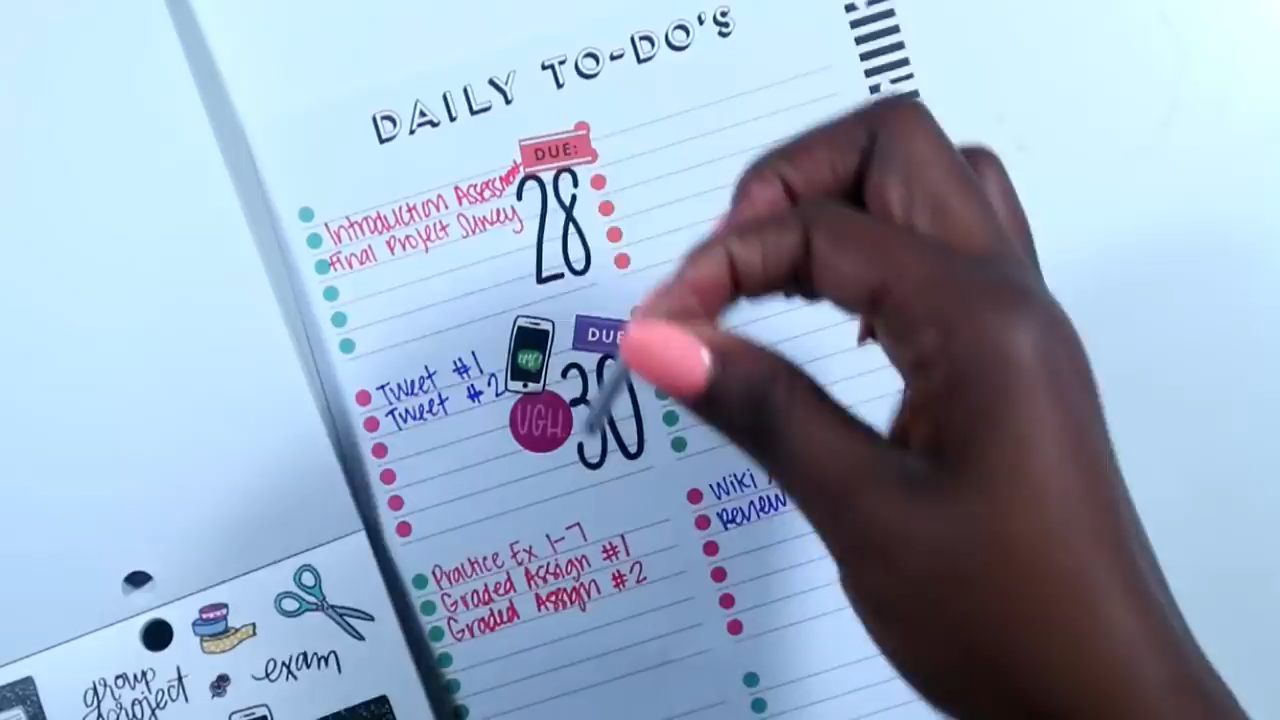 DAILY TO-DO'S
DUE:
28
Introduction Assessment
Final Project Survey
DUE
30
Tweet #1
Tweet #2
OMG!
UGH.
Wiki
Review
Practice Ex 1-7
Graded Assign #1
Graded Assign #2
group
project
exam